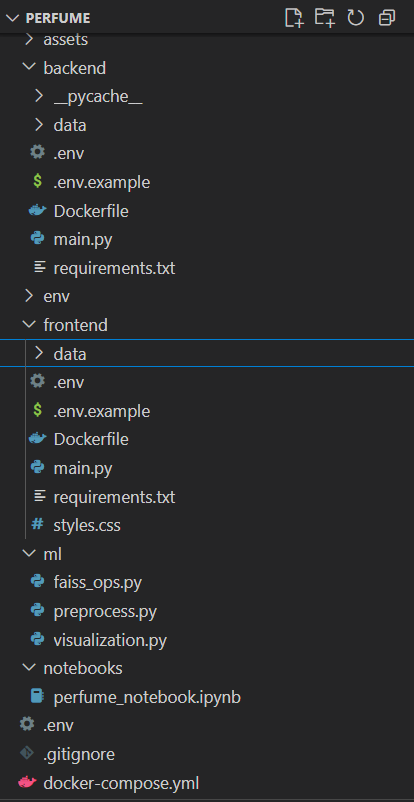 PERFUME
assets
backend
__pycache__
data
.env
.env.example
Dockerfile
main.py
requirements.txt
env
frontend
data
.env
.env.example
Dockerfile
main.py
requirements.txt
styles.css
ml
faiss_ops.py
preprocess.py
visualization.py
notebooks
perfume_notebook.ipynb
.env
.gitignore
docker-compose.yml